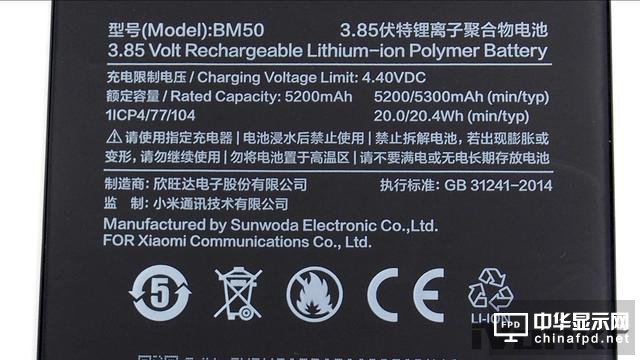 型号(Model):BM50 3.85伏特锂离子聚合物电池
3.85 Volt Rechargeable Lithium-ion Polymer Battery
充电限制电压 / Charging Voltage Limit: 4.40VDC
额定容量 / Rated Capacity: 5200mAh 5200/5300mAh (min/typ)
1ICP4/77/104 20.0/20.4Wh (min/typ)
请使用指定充电器 | 电池浸水后禁止使用 | 禁止拆解电池，若出现膨胀或
变形，请勿继续使用 | 勿将电池置于高温区 | 请不要满电或无电长期存放电池
制造商：欣旺达电子股份有限公司 执行标准：GB 31241-2014
监 制：小米通讯技术有限公司
Manufactured by Sunwoda Electronic Co.,Ltd.
FOR Xiaomi Communications Co.,Ltd.
5 CE
LI-ION
FPD 中华显示网
chinafpd.net